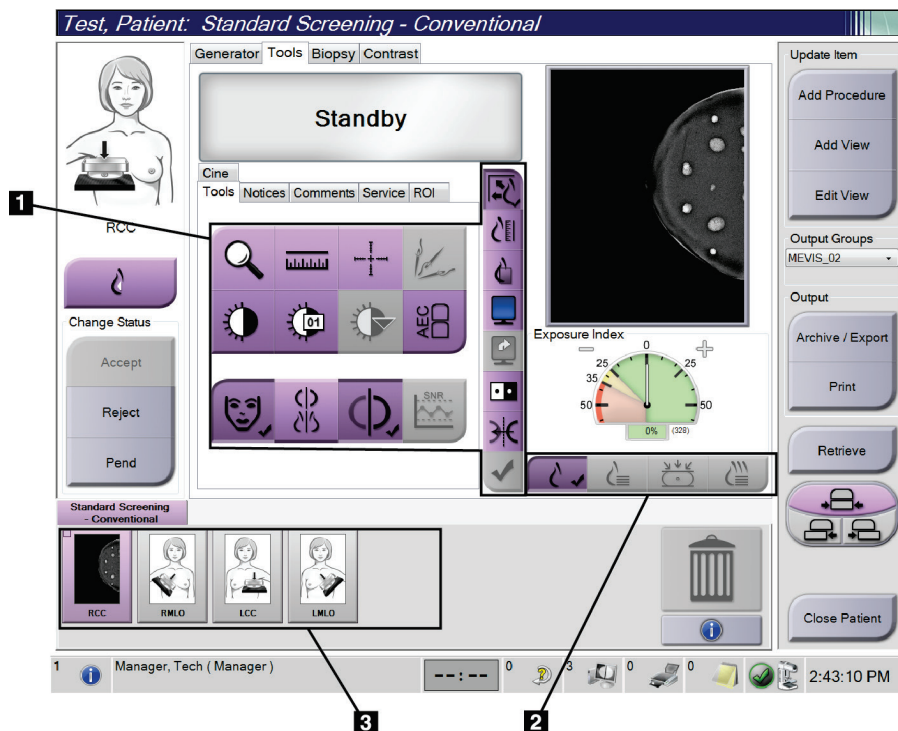 Test, Patient:  Standard Screening - Conventional
Generator Tools Biopsy Contrast
Standby
Cine
Tools Notices Comments Service ROI
1
RCC
01
AEC
SNR
Change Status
Accept
Reject
Pend
Exposure Index
0
25 25
35
50 50
0% (328)
Update Item
Add Procedure
Add View
Edit View
Output Groups
MEVIS_02
Output
Archive / Export
Print
Retrieve
Close Patient
Standard Screening
- Conventional
RCC RMLO LCC LMLO
1 Manager, Tech ( Manager ) --:-- 0 3 0 0 2:43:10 PM
3 2